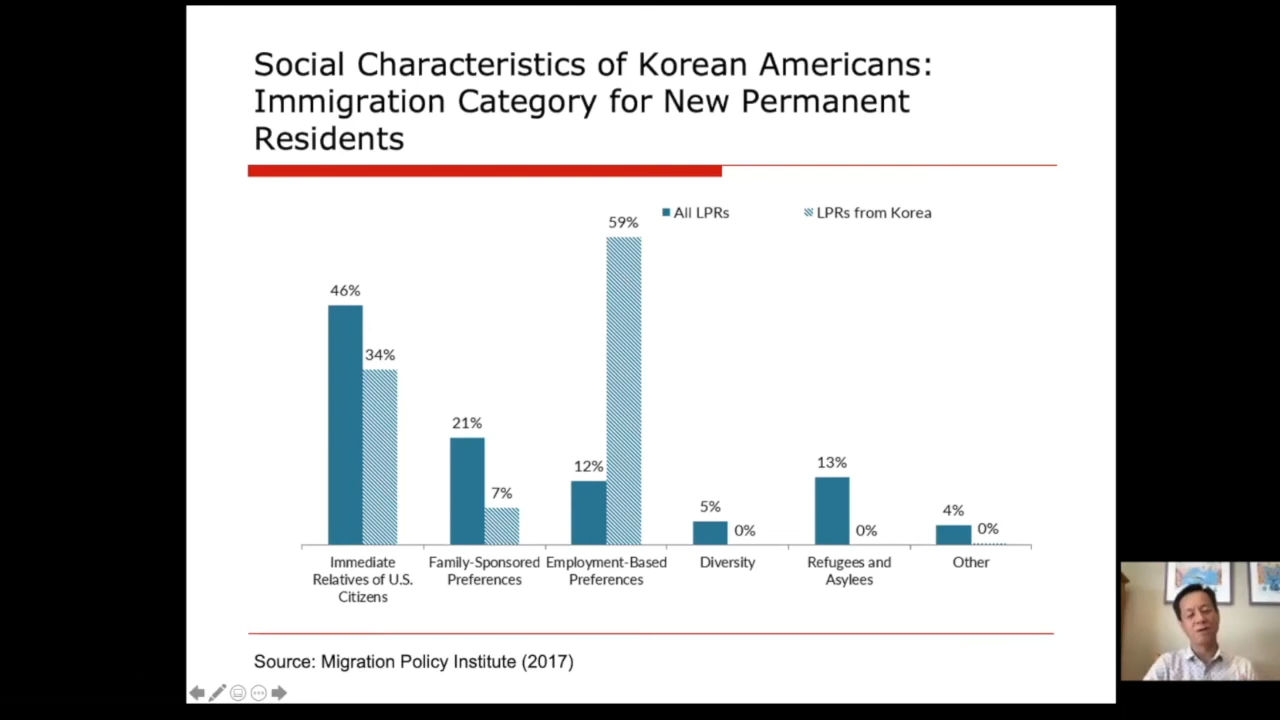 Social Characteristics of Korean Americans:
Immigration Category for New Permanent
Residents
All LPRs
LPRs from Korea
59%
46%
34%
21%
7%
12%
5%
0%
13%
0%
4%
0%
Immediate
Relatives of U.S.
Citizens
Family-Sponsored
Preferences
Employment-Based
Preferences
Diversity
Refugees and
Asylees
Other
Source: Migration Policy Institute (2017)